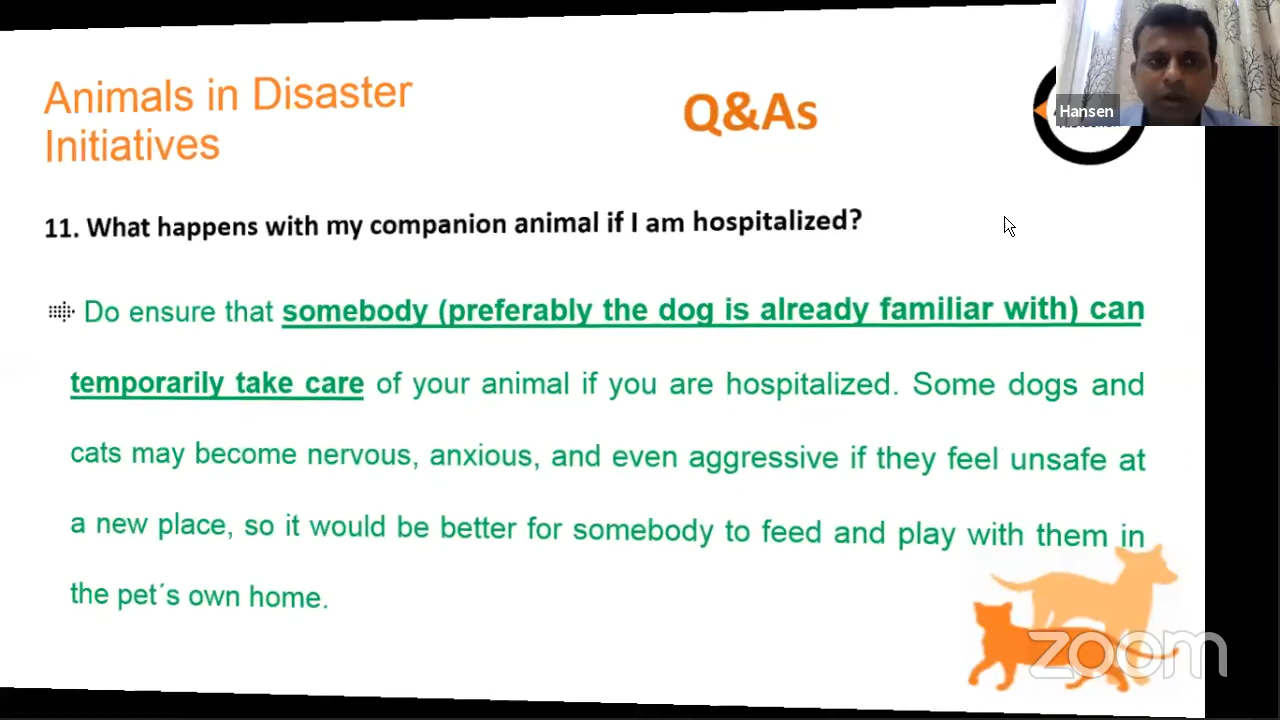 Animals in Disaster
Initiatives
Q&As
Hansen
11. What happens with my companion animal if I am hospitalized?
Do ensure that somebody (preferably the dog is already familiar with) can
temporarily take care of your animal if you are hospitalized. Some dogs and
cats may become nervous, anxious, and even aggressive if they feel unsafe at
a new place, so it would be better for somebody to feed and play with them in
the pet´s own home.
zoom